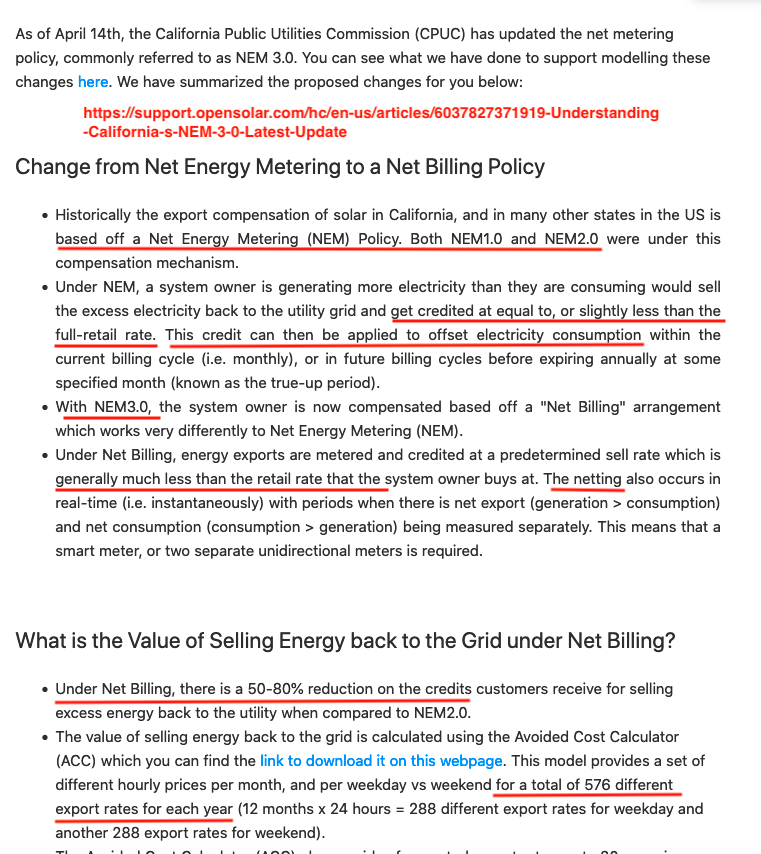 As of April 14th, the California Public Utilities Commission (CPUC) has updated the net metering
policy, commonly referred to as NEM 3.0. You can see what we have done to support modelling these
changes here. We have summarized the proposed changes for you below:
https://support.opensolar.com/hc/en-us/articles/6037827371919-Understanding
-California-s-NEM-3-0-Latest-Update
Change from Net Energy Metering to a Net Billing Policy
• Historically the export compensation of solar in California, and in many other states in the US is
based off a Net Energy Metering (NEM) Policy. Both NEM1.0 and NEM2.0 were under this
compensation mechanism.
• Under NEM, a system owner is generating more electricity than they are consuming would sell
the excess electricity back to the utility grid and get credited at equal to, or slightly less than the
full-retail rate. This credit can then be applied to offset electricity consumption within the
current billing cycle (i.e. monthly), or in future billing cycles before expiring annually at some
specified month (known as the true-up period).
• With NEM3.0, the system owner is now compensated based off a "Net Billing" arrangement
which works very differently to Net Energy Metering (NEM).
• Under Net Billing, energy exports are metered and credited at a predetermined sell rate which is
generally much less than the retail rate that the system owner buys at. The netting also occurs in
real-time (i.e. instantaneously) with periods when there is net export (generation > consumption)
and net consumption (consumption > generation) being measured separately. This means that a
smart meter, or two separate unidirectional meters is required.
What is the Value of Selling Energy back to the Grid under Net Billing?
• Under Net Billing, there is a 50-80% reduction on the credits customers receive for selling
excess energy back to the utility when compared to NEM2.0.
• The value of selling energy back to the grid is calculated using the Avoided Cost Calculator
(ACC) which you can find the link to download it on this webpage. This model provides a set of
different hourly prices per month, and per weekday vs weekend for a total of 576 different
export rates for each year (12 months x 24 hours = 288 different export rates for weekday and
another 288 export rates for weekend).